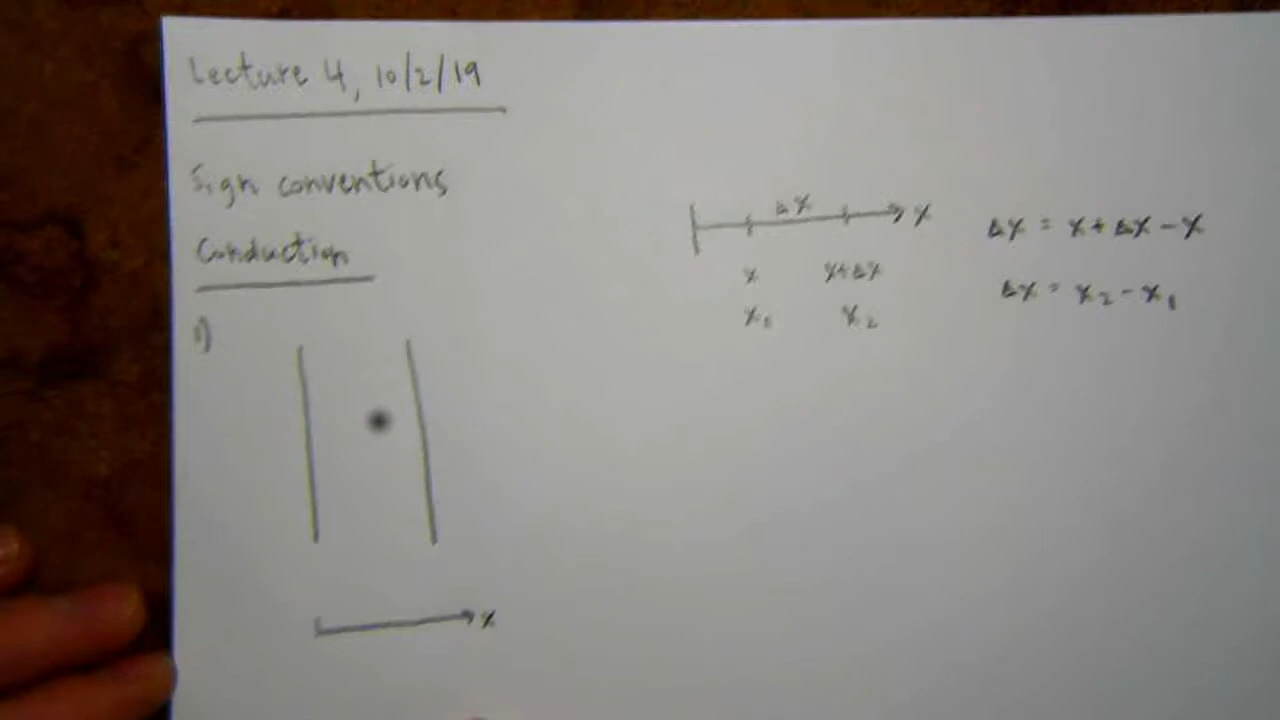 Lecture 4, 10/2/19
Sign conventions
Conduction
1)
x
Δx
x
x x+Δx
x₁ x₂
Δx = x + Δx - x
Δx = x₂ - x₁